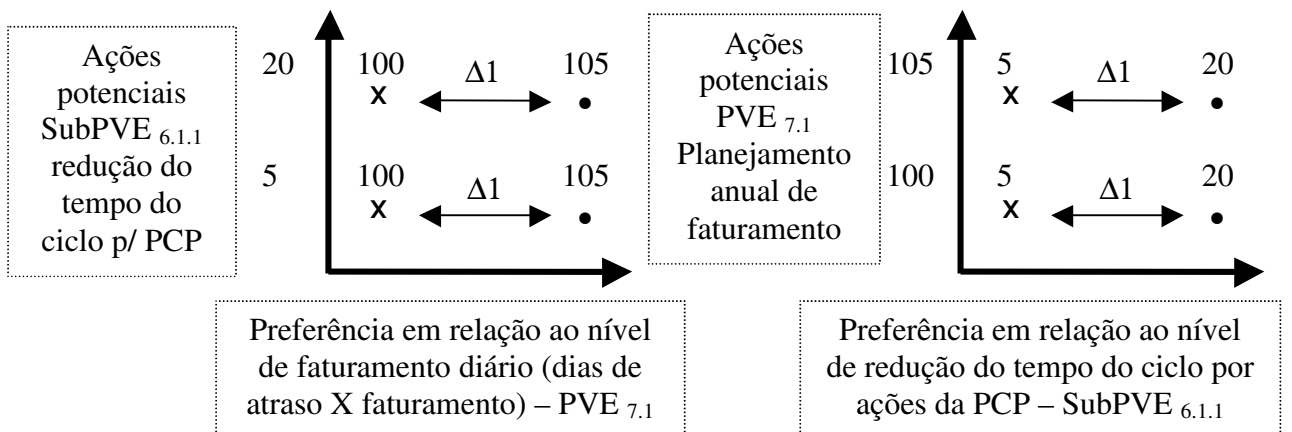 Ações
potenciais
SubPVE 6.1.1
redução do
tempo do
ciclo p/ PCP
20
100
Δ1
105
x
•
5
100
Δ1
105
x
•
Preferência em relação ao nível
de faturamento diário (dias de
atraso X faturamento) – PVE 7.1
Ações
potenciais
PVE 7.1
Planejamento
anual de
faturamento
105
5
Δ1
20
x
•
100
5
Δ1
20
x
•
Preferência em relação ao nível
de redução do tempo do ciclo por
ações da PCP – SubPVE 6.1.1